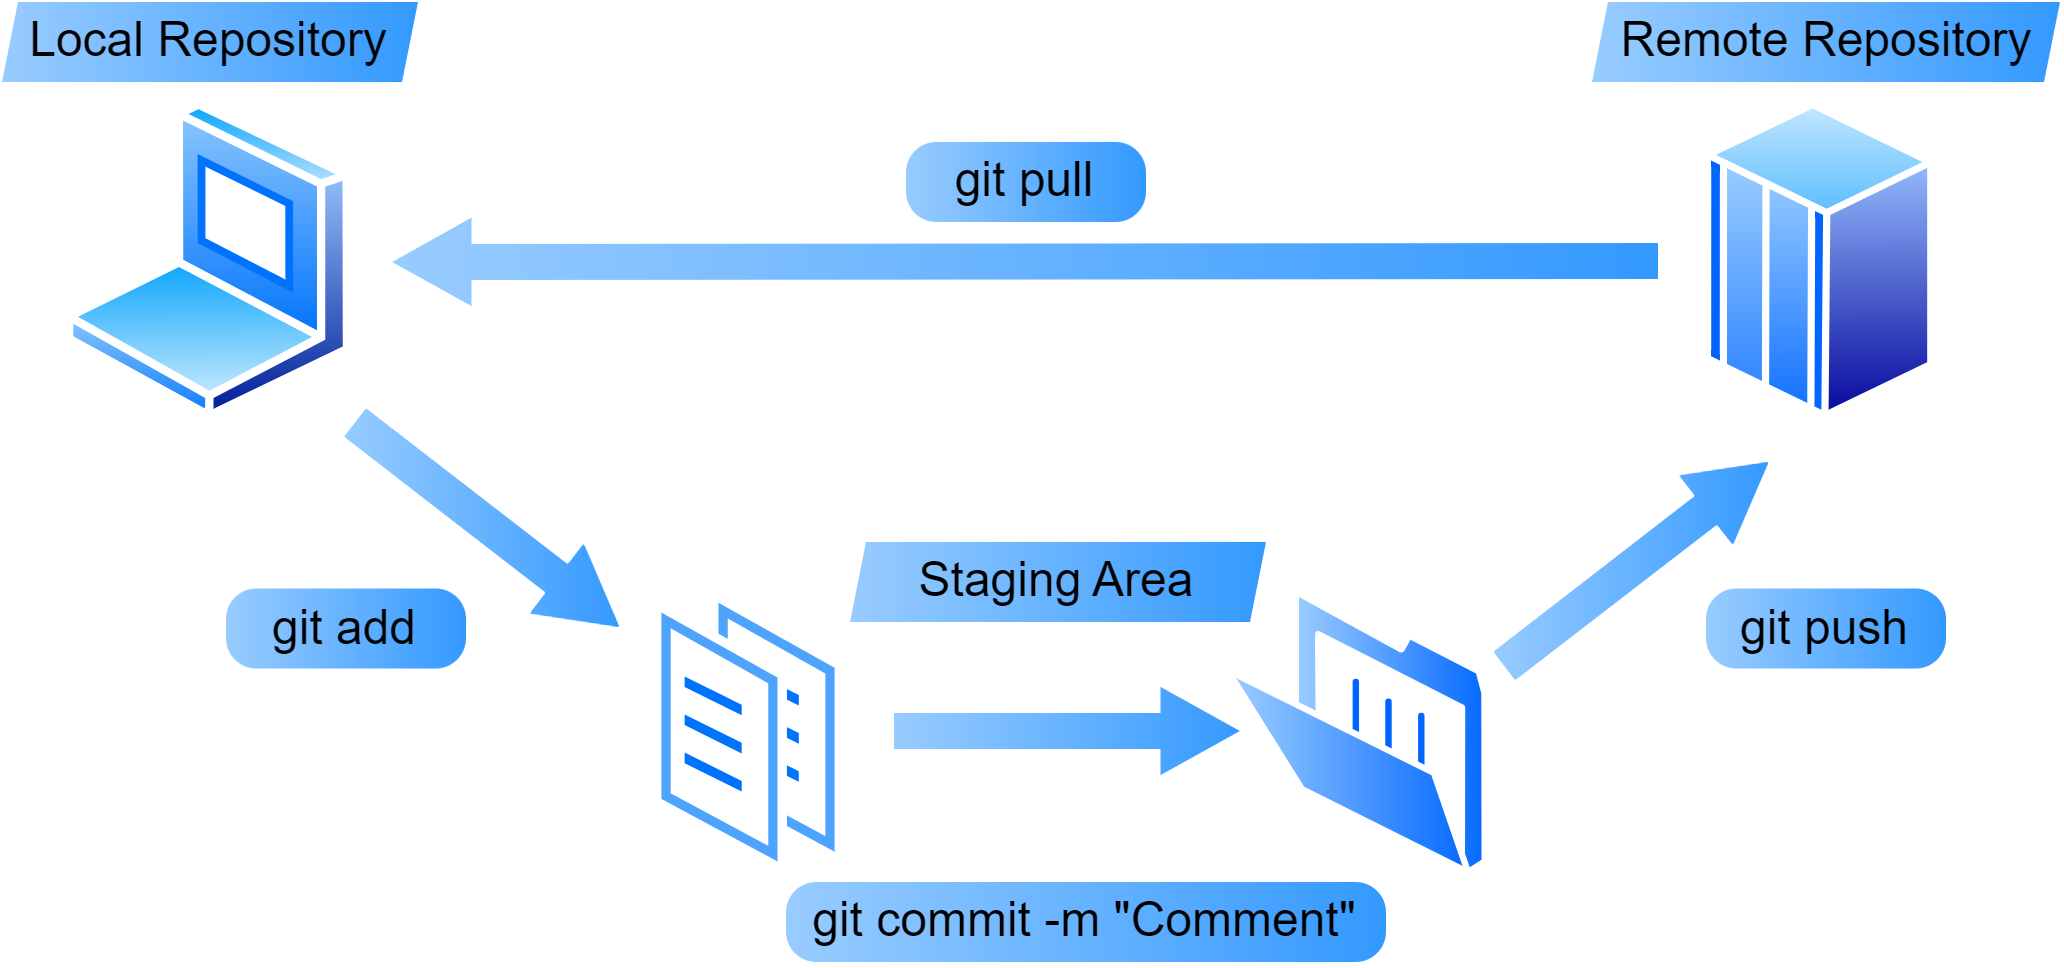 Local Repository
Remote Repository
git pull
Staging Area
git add
git push
git commit -m "Comment"